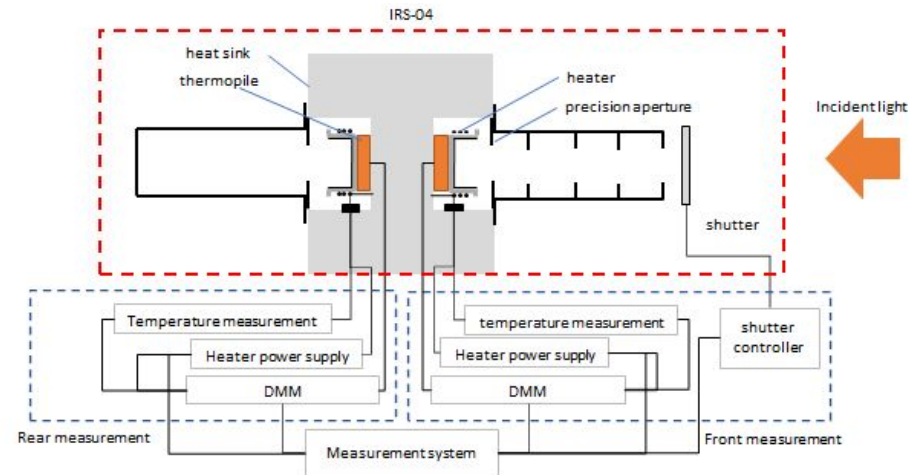 IRS-04
heat sink
thermopile
heater
precision aperture
Incident light
shutter
Temperature measurement
Heater power supply
DMM
temperature measurement
Heater power supply
DMM
shutter
controller
Rear measurement
Measurement system
Front measurement